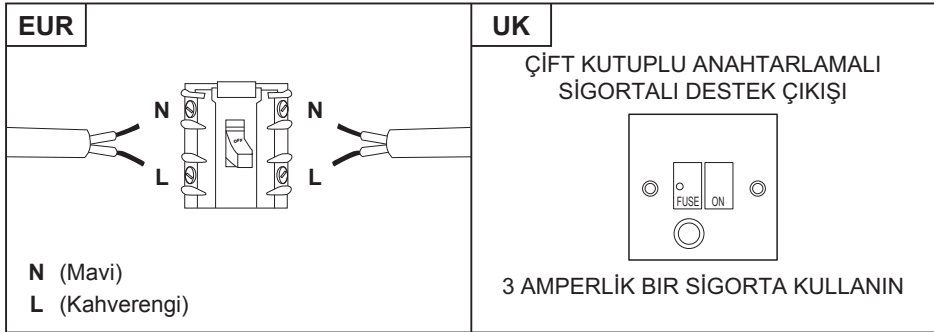 EUR
N
N
OFF
L
L
N (Mavi)
L (Kahverengi)
UK
ÇİFT KUTUPLU ANAHTARLAMALI
SİGORTALI DESTEK ÇIKIŞI
FUSE ON
3 AMPERLİK BIR SİGORTA KULLANIN